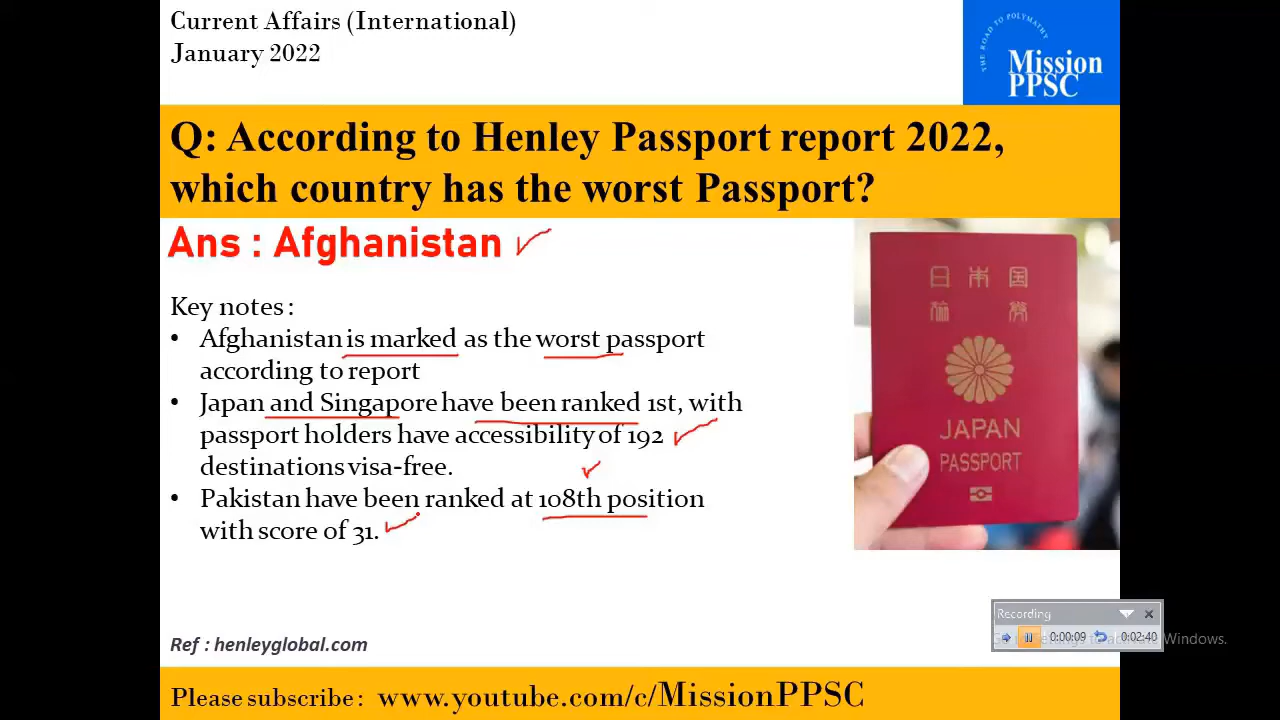 Current Affairs (International)
January 2022
THE ROAD TO POLYMATHY
Mission
PPSC
Q: According to Henley Passport report 2022,
which country has the worst Passport?
Ans : Afghanistan
Key notes :
• Afghanistan is marked as the worst passport
according to report
• Japan and Singapore have been ranked 1st, with
passport holders have accessibility of 192
destinations visa-free.
• Pakistan have been ranked at 108th position
with score of 31.
日本国
旅券
JAPAN
PASSPORT
Recording
0:00:09 0:02:40
Windows.
Ref : henleyglobal.com
Please subscribe : www.youtube.com/c/MissionPPSC